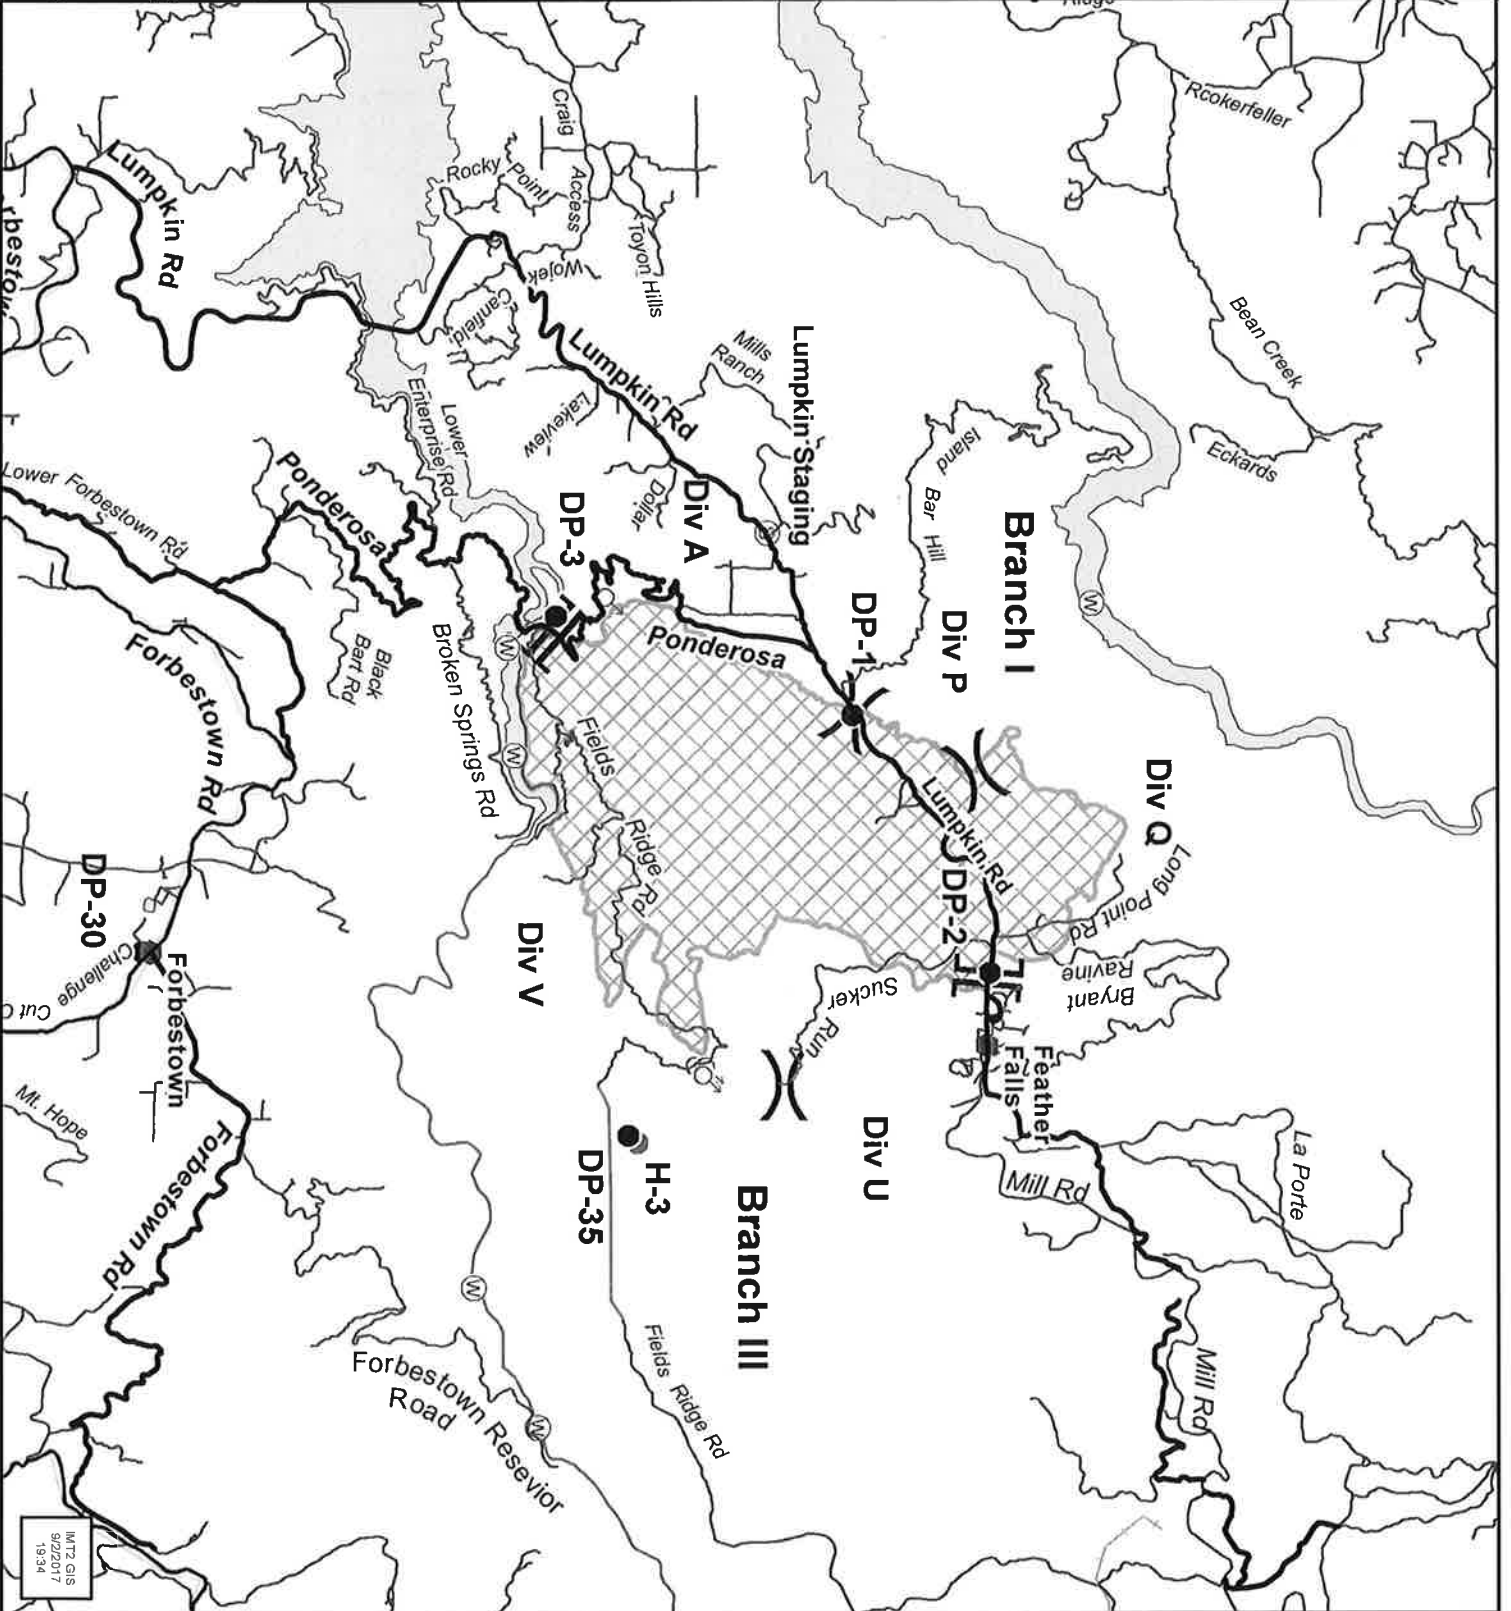 Rcokerfeller
Bean Creek
Eckards
Craig
Access
Rocky Point
Toyon Hills
Wojek
Canfield
Lumpkin Rd
Lumpkin Rd
Mills
Ranch
Lumpkin Staging
Lakeview
Dollar
Lower
Enterprise Rd
Div A
DP-3
Island
Bar Hill
Branch I
Div P
DP-1
Ponderosa
Ponderosa
Lower Forbestown Rd
Black
Bart Rd
Broken Springs Rd
Forbestown Rd
W
W
W
Fields
Ridge Rd
Lumpkin Rd
Div Q
Long Point Rd
DP-2
Bryant
Ravine
Sucker
Run
Div V
DP-30
Forbestown
Challenge
Cut O
Mt. Hope
Forbestown Rd
Feather
Falls
Div U
Mill Rd
La Porte
H-3
DP-35
Branch III
Fields Ridge Rd
W
W
Forbestown Resevior
Road
Mill Rd
IMT2 GIS
9/2/2017
19:34